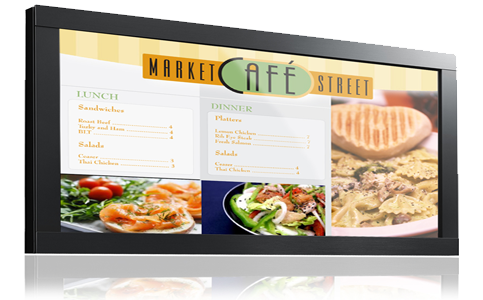 MARKET CAFÉ STREET
LUNCH
Sandwiches
Roast Beef
Turkey and Ham
BLT
Salads
Caesar
Thai Chicken
DINNER
Platters
Lemon Chicken
Rib Eye Steak
Fresh Salmon
Salads
Caesar
Thai Chicken